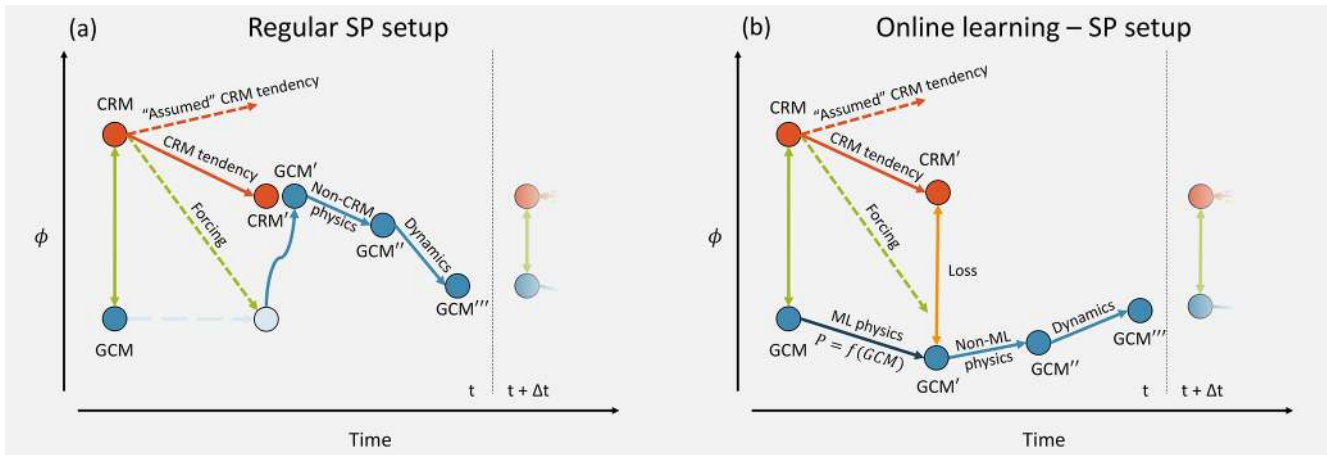 (a)
Regular SP setup
CRM
"Assumed" CRM tendency
CRM tendency
GCM′
Non-CRM
physics
CRM′
Forcing
GCM′′
Dynamics
GCM′′′
GCM
ϕ
t
t + Δt
Time
(b)
Online learning – SP setup
CRM
"Assumed" CRM tendency
CRM tendency
CRM′
Forcing
Loss
ϕ
GCM
ML physics
P = f(GCM)
GCM′
Non-ML
physics
GCM′′
Dynamics
GCM′′′
t
t + Δt
Time